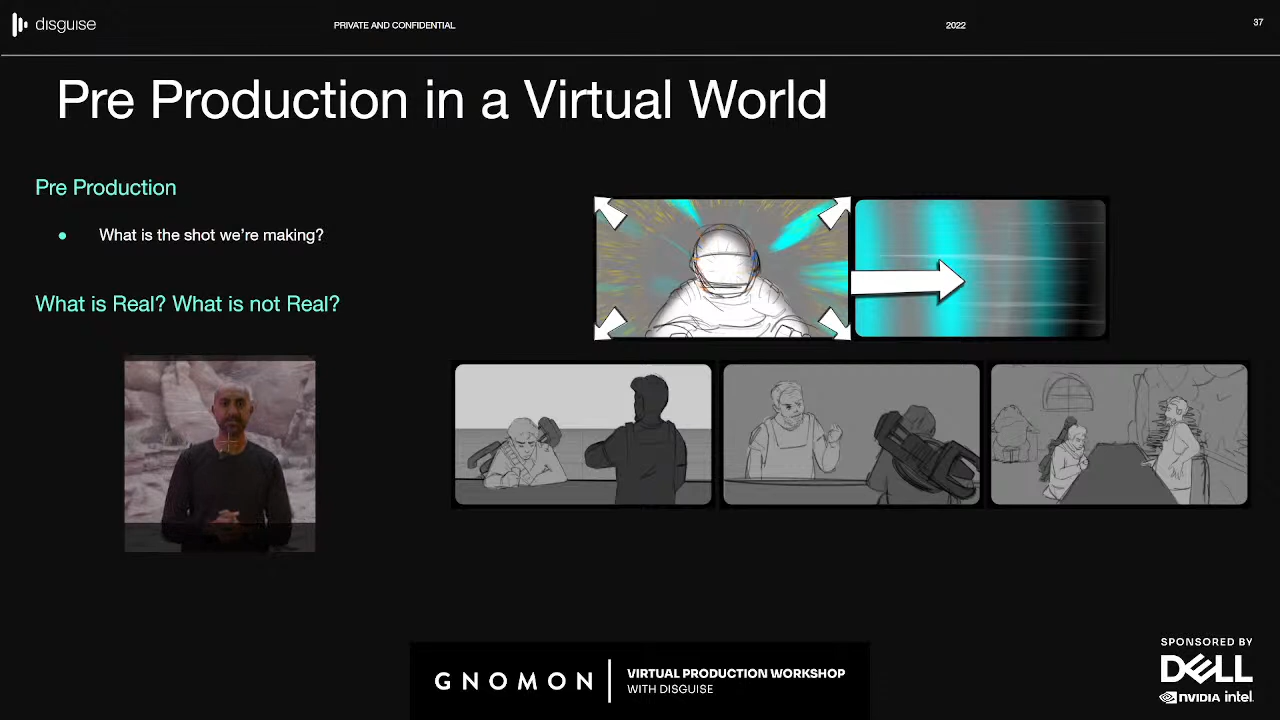 disguise
PRIVATE AND CONFIDENTIAL
2022
37
Pre Production in a Virtual World
Pre Production
• What is the shot we're making?
What is Real? What is not Real?
GNOMON
VIRTUAL PRODUCTION WORKSHOP
WITH DISGUISE
SPONSORED BY
DELL
NVIDIA intel.